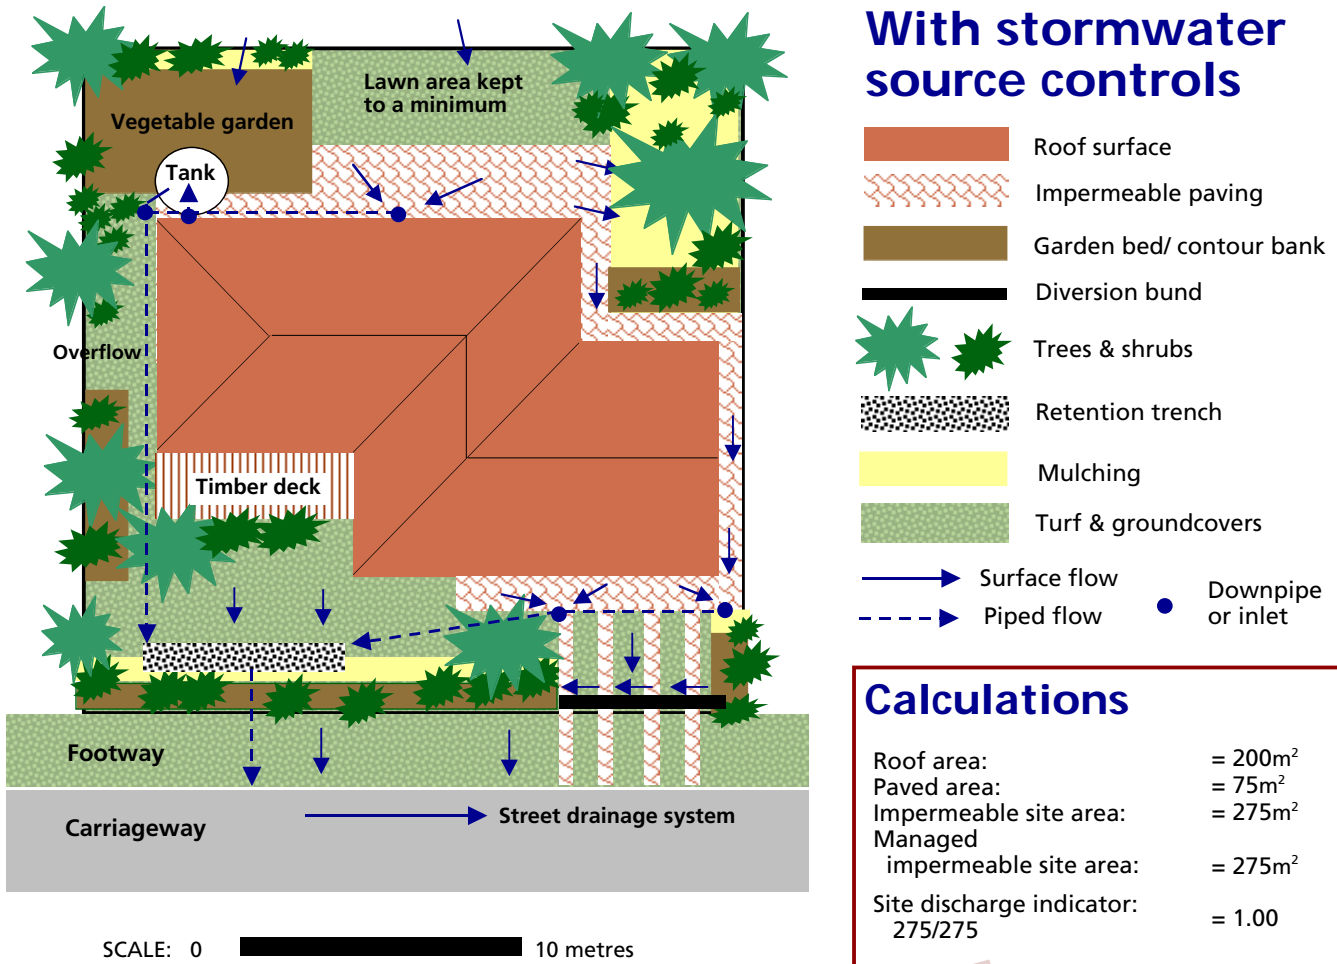 With stormwater
source controls
Lawn area kept
to a minimum
Vegetable garden
Tank
Overflow
Timber deck
Footway
Carriageway
Street drainage system
SCALE: 0 10 metres
Roof surface
Impermeable paving
Garden bed/ contour bank
Diversion bund
Trees & shrubs
Retention trench
Mulching
Turf & groundcovers
Surface flow
Piped flow
Downpipe
or inlet
Calculations
Roof area: = 200m²
Paved area: = 75m²
Impermeable site area: = 275m²
Managed
impermeable site area: = 275m²
Site discharge indicator:
275/275 = 1.00